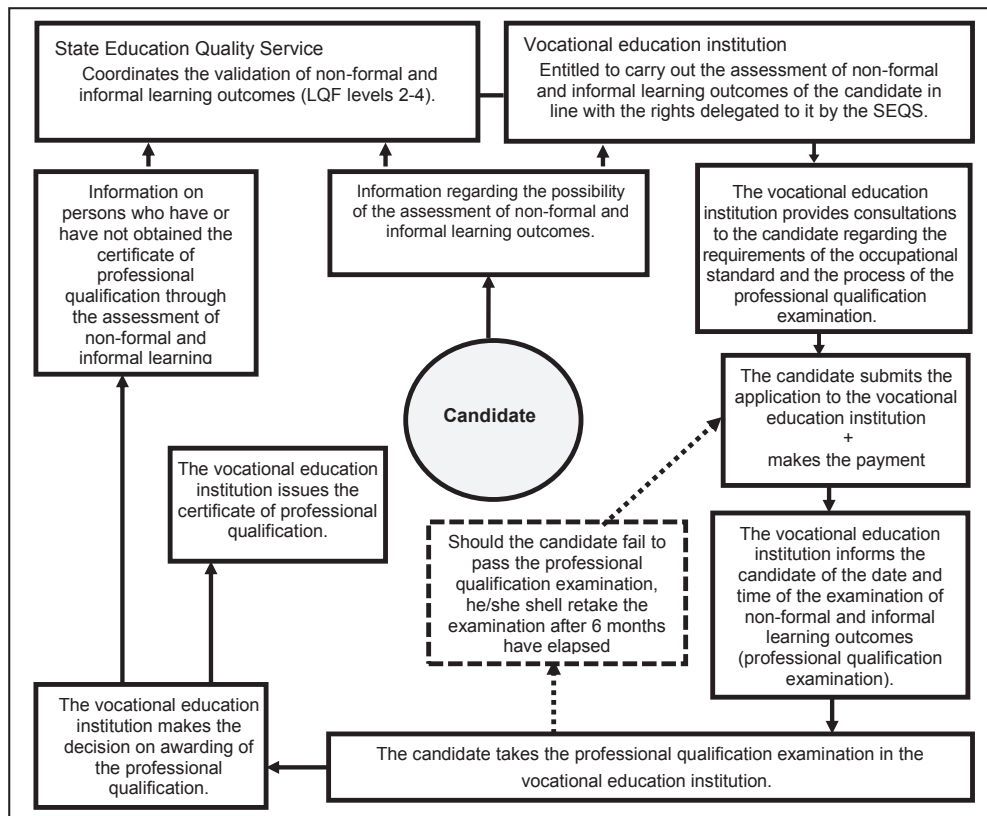 State Education Quality Service
Coordinates the validation of non-formal and
informal learning outcomes (LQF levels 2-4).
Vocational education institution
Entitled to carry out the assessment of non-formal
and informal learning outcomes of the candidate in
line with the rights delegated to it by the SEQS.
Information on
persons who have or
have not obtained the
certificate of
professional
qualification through
the assessment of
non-formal and
informal learning
Information regarding the possibility
of the assessment of non-formal and
informal learning outcomes.
The vocational education
institution provides consultations
to the candidate regarding the
requirements of the occupational
standard and the process of the
professional qualification
examination.
Candidate
The candidate submits the
application to the vocational
education institution
+
makes the payment
The vocational education
institution issues the
certificate of professional
qualification.
Should the candidate fail to
pass the professional
qualification examination,
he/she shell retake the
examination after 6 months
have elapsed
The vocational education
institution informs the
candidate of the date and
time of the examination of
non-formal and informal
learning outcomes
(professional qualification
examination).
The vocational education
institution makes the
decision on awarding of
the professional
qualification.
The candidate takes the professional qualification examination in the
vocational education institution.